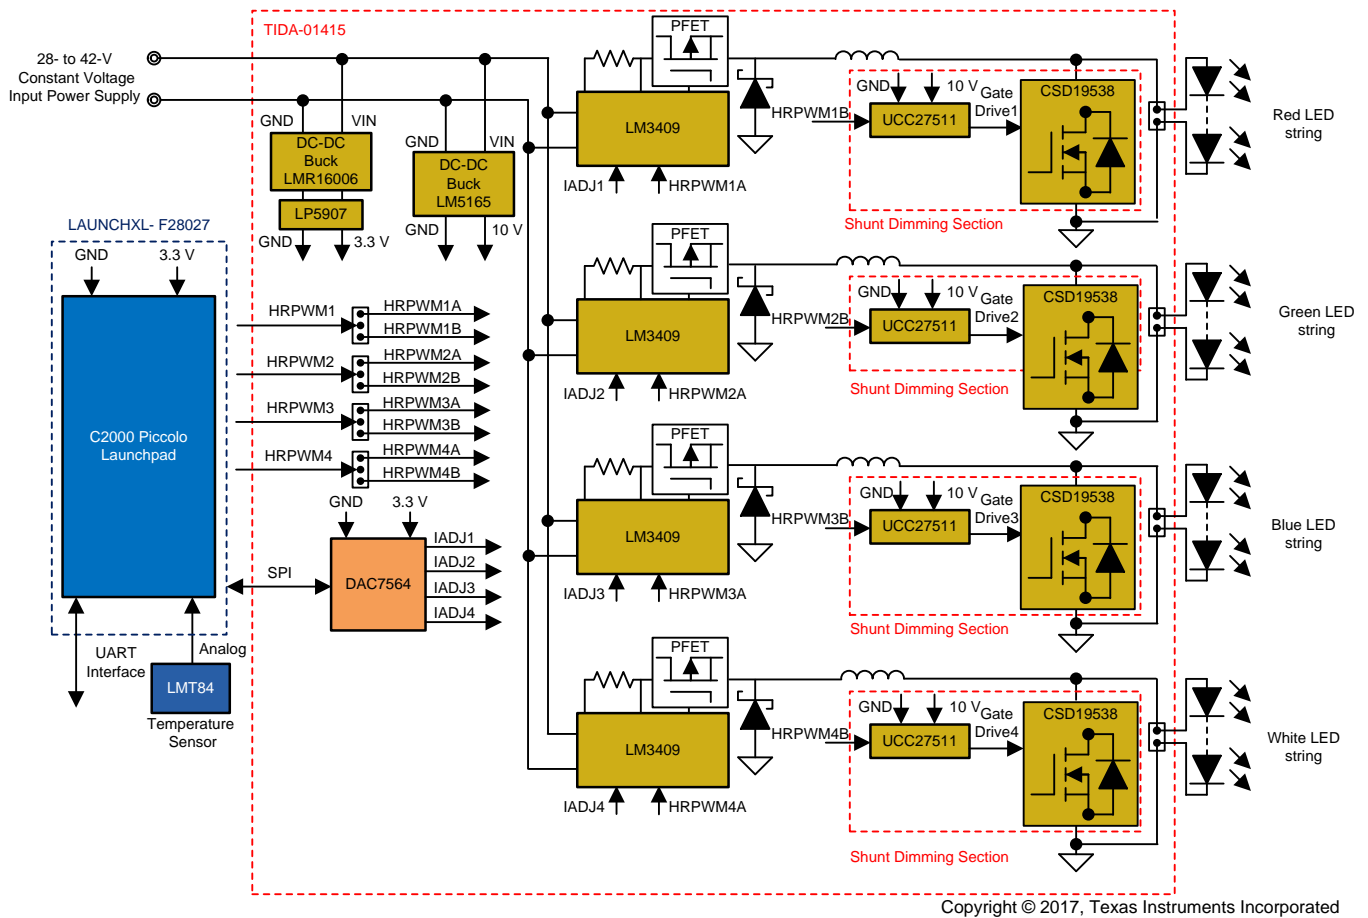 TIDA-01415
28- to 42-V
Constant Voltage
Input Power Supply
GND
VIN
DC-DC
Buck
LMR16006
LP5907
GND
3.3 V
GND
VIN
DC-DC
Buck
LM5165
GND
10 V
LAUNCHXL- F28027
GND
3.3 V
C2000 Piccolo
Launchpad
HRPWM1
HRPWM1A
HRPWM1B
HRPWM2
HRPWM2A
HRPWM2B
HRPWM3
HRPWM3A
HRPWM3B
HRPWM4
HRPWM4A
HRPWM4B
GND
3.3 V
SPI
DAC7564
IADJ1
IADJ2
IADJ3
IADJ4
UART
Interface
Analog
LMT84
Temperature
Sensor
PFET
LM3409
IADJ1
HRPWM1A
HRPWM1B
GND
10 V
UCC27511
Gate
Drive1
CSD19538
Shunt Dimming Section
Red LED
string
PFET
LM3409
IADJ2
HRPWM2A
HRPWM2B
GND
10 V
UCC27511
Gate
Drive2
CSD19538
Shunt Dimming Section
Green LED
string
PFET
LM3409
IADJ3
HRPWM3A
HRPWM3B
GND
10 V
UCC27511
Gate
Drive3
CSD19538
Shunt Dimming Section
Blue LED
string
PFET
LM3409
IADJ4
HRPWM4A
HRPWM4B
GND
10 V
UCC27511
Gate
Drive4
CSD19538
Shunt Dimming Section
White LED
string
Copyright © 2017, Texas Instruments Incorporated